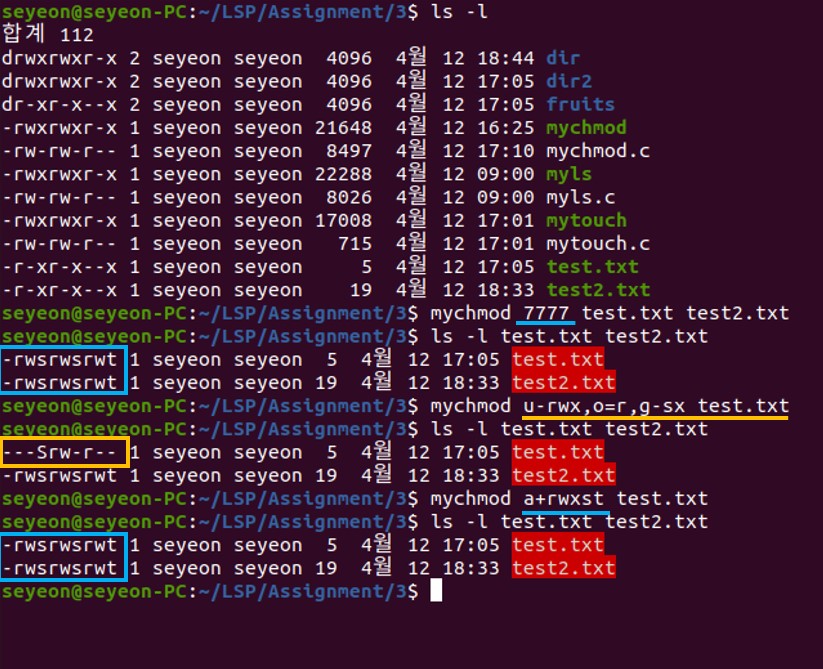 seyeon@seyeon-PC:~/LSP/Assignment/3$ ls -l
합계 112
drwxrwxr-x 2 seyeon seyeon  4096  4월 12 18:44 dir
drwxrwxr-x 2 seyeon seyeon  4096  4월 12 17:05 dir2
dr-xr-x--x 2 seyeon seyeon  4096  4월 12 17:05 fruits
-rwxrwxr-x 1 seyeon seyeon 21648  4월 12 16:25 mychmod
-rw-rw-r-- 1 seyeon seyeon  8497  4월 12 17:10 mychmod.c
-rwxrwxr-x 1 seyeon seyeon 22288  4월 12 09:00 myls
-rw-rw-r-- 1 seyeon seyeon  8026  4월 12 09:00 myls.c
-rwxrwxr-x 1 seyeon seyeon 17008  4월 12 17:01 mytouch
-rw-rw-r-- 1 seyeon seyeon   715  4월 12 17:01 mytouch.c
-r-xr-x--x 1 seyeon seyeon     5  4월 12 17:05 test.txt
-r-xr-x--x 1 seyeon seyeon    19  4월 12 18:33 test2.txt
seyeon@seyeon-PC:~/LSP/Assignment/3$ mychmod 7777 test.txt test2.txt
seyeon@seyeon-PC:~/LSP/Assignment/3$ ls -l test.txt test2.txt
-rwsrwsrwt 1 seyeon seyeon  5  4월 12 17:05 test.txt
-rwsrwsrwt 1 seyeon seyeon 19  4월 12 18:33 test2.txt
seyeon@seyeon-PC:~/LSP/Assignment/3$ mychmod u-rwx,o=r,g-sx test.txt
seyeon@seyeon-PC:~/LSP/Assignment/3$ ls -l test.txt test2.txt
---Srw-r-- 1 seyeon seyeon  5  4월 12 17:05 test.txt
-rwsrwsrwt 1 seyeon seyeon 19  4월 12 18:33 test2.txt
seyeon@seyeon-PC:~/LSP/Assignment/3$ mychmod a+rwxst test.txt
seyeon@seyeon-PC:~/LSP/Assignment/3$ ls -l test.txt test2.txt
-rwsrwsrwt 1 seyeon seyeon  5  4월 12 17:05 test.txt
-rwsrwsrwt 1 seyeon seyeon 19  4월 12 18:33 test2.txt
seyeon@seyeon-PC:~/LSP/Assignment/3$